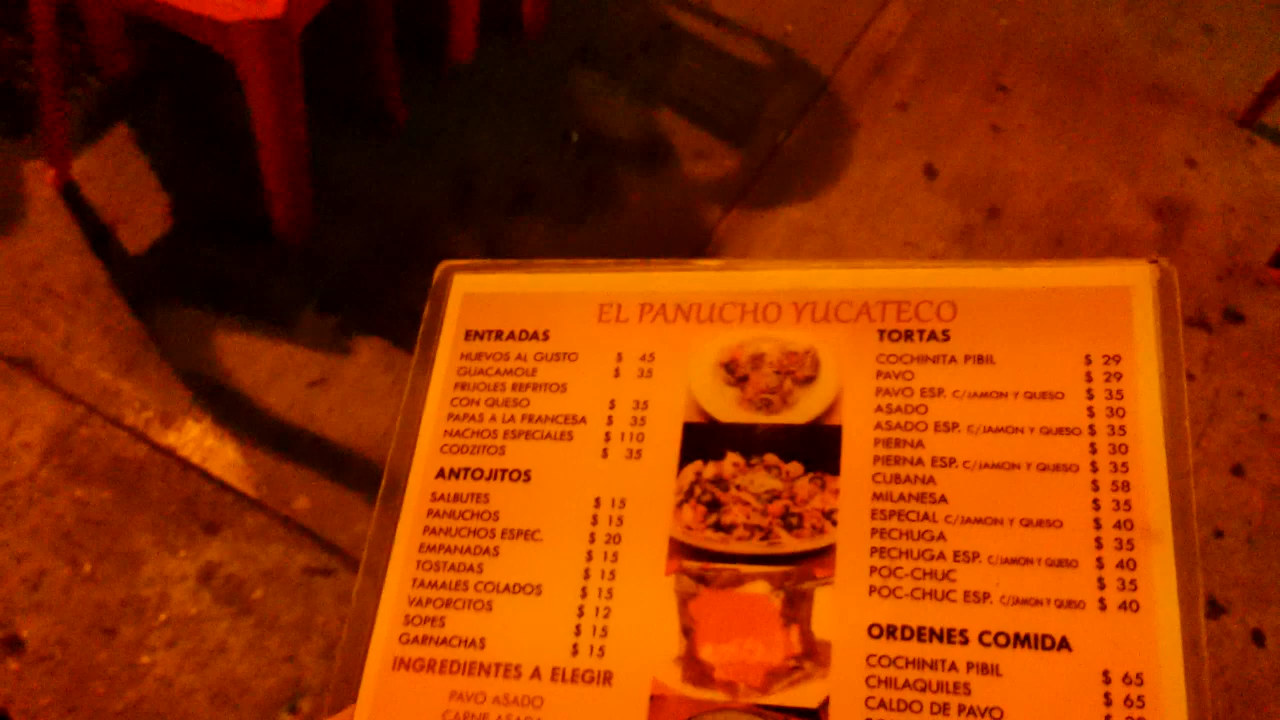 EL PANUCHO YUCATECO
ENTRADAS
HUEVOS AL GUSTO $ 45
GUACAMOLE $ 35
FRIJOLES REFRITOS
CON QUESO $ 35
PAPAS A LA FRANCESA $ 35
NACHOS ESPECIALES $ 110
CODZITOS $ 35
ANTOJITOS
SALBUTES $ 15
PANUCHOS $ 15
PANUCHOS ESPEC. $ 20
EMPANADAS $ 15
TOSTADAS $ 15
TAMALES COLADOS $ 15
VAPORCITOS $ 12
SOPES $ 15
GARNACHAS $ 15
INGREDIENTES A ELEGIR
PAVO ASADO
CARNE ASADA
TORTAS
COCHINITA PIBIL $ 29
PAVO $ 29
PAVO ESP. C/JAMON Y QUESO $ 35
ASADO $ 30
ASADO ESP. C/JAMON Y QUESO $ 35
PIERNA $ 30
PIERNA ESP. C/JAMON Y QUESO $ 35
CUBANA $ 58
MILANESA $ 35
ESPECIAL C/JAMON Y QUESO $ 40
PECHUGA $ 35
PECHUGA ESP. C/JAMON Y QUESO $ 40
POC-CHUC $ 35
POC-CHUC ESP. C/JAMON Y QUESO $ 40
ORDENES COMIDA
COCHINITA PIBIL $ 65
CHILAQUILES $ 65
CALDO DE PAVO